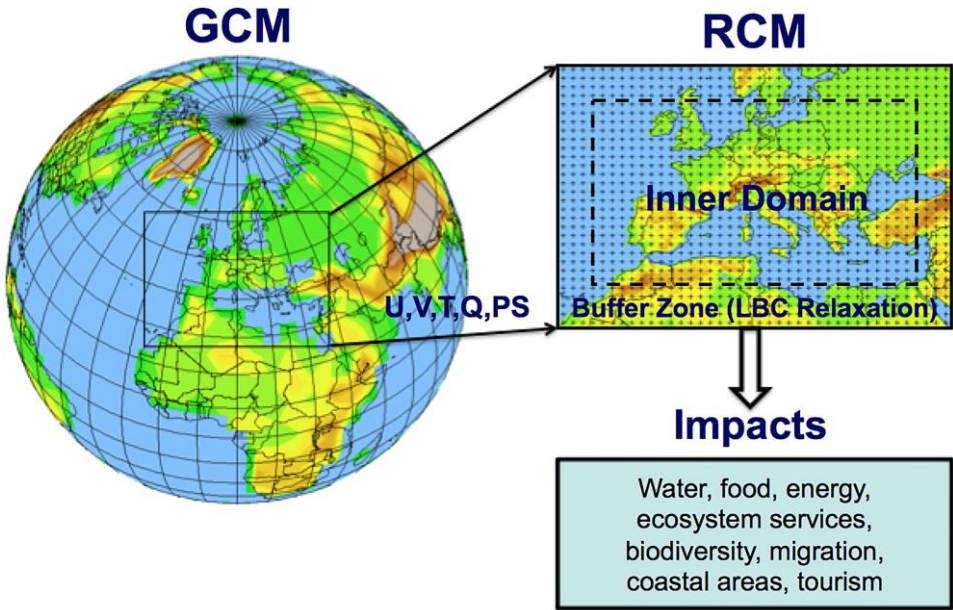 GCM
RCM
Inner Domain
U,V,T,Q,PS
Buffer Zone (LBC Relaxation)
Impacts
Water, food, energy,
ecosystem services,
biodiversity, migration,
coastal areas, tourism